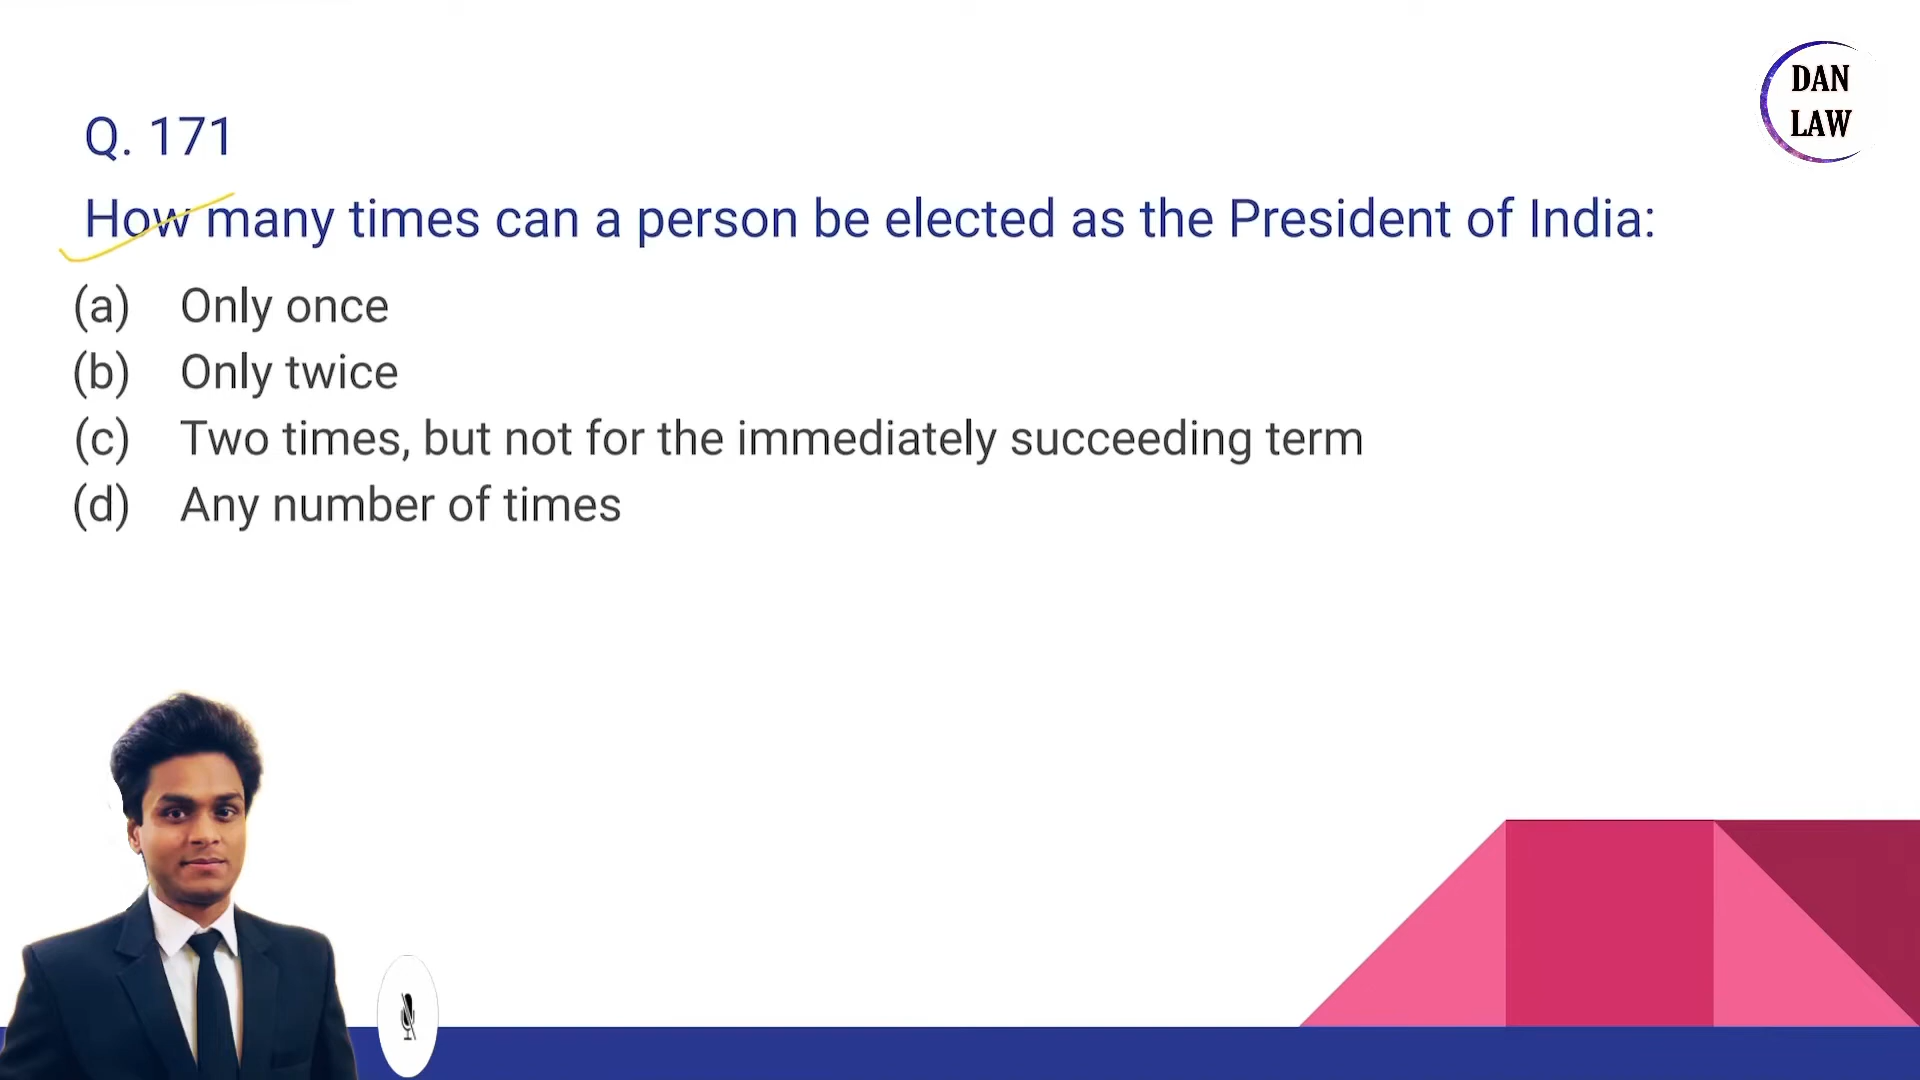 DAN
LAW
Q. 171
How many times can a person be elected as the President of India:
(a) Only once
(b) Only twice
(c) Two times, but not for the immediately succeeding term
(d) Any number of times